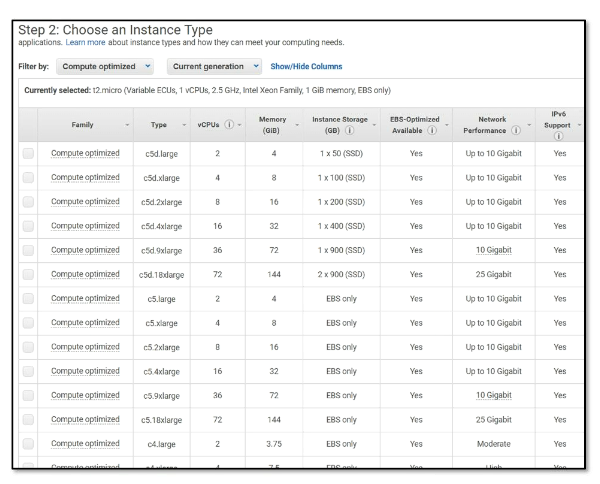 Step 2: Choose an Instance Type
applications. Learn more about instance types and how they can meet your computing needs.
Filter by: Compute optimized Current generation Show/Hide Columns
Currently selected: t2.micro (Variable ECUs, 1 vCPUs, 2.5 GHz, Intel Xeon Family, 1 GiB memory, EBS only)
Family Type vCPUs Memory (GiB) Instance Storage (GB) EBS-Optimized Available Network Performance IPv6 Support
Compute optimized c5d.large 2 4 1 x 50 (SSD) Yes Up to 10 Gigabit Yes
Compute optimized c5d.xlarge 4 8 1 x 100 (SSD) Yes Up to 10 Gigabit Yes
Compute optimized c5d.2xlarge 8 16 1 x 200 (SSD) Yes Up to 10 Gigabit Yes
Compute optimized c5d.4xlarge 16 32 1 x 400 (SSD) Yes Up to 10 Gigabit Yes
Compute optimized c5d.9xlarge 36 72 1 x 900 (SSD) Yes 10 Gigabit Yes
Compute optimized c5d.18xlarge 72 144 2 x 900 (SSD) Yes 25 Gigabit Yes
Compute optimized c5.large 2 4 EBS only Yes Up to 10 Gigabit Yes
Compute optimized c5.xlarge 4 8 EBS only Yes Up to 10 Gigabit Yes
Compute optimized c5.2xlarge 8 16 EBS only Yes Up to 10 Gigabit Yes
Compute optimized c5.4xlarge 16 32 EBS only Yes Up to 10 Gigabit Yes
Compute optimized c5.9xlarge 36 72 EBS only Yes 10 Gigabit Yes
Compute optimized c5.18xlarge 72 144 EBS only Yes 25 Gigabit Yes
Compute optimized c4.large 2 3.75 EBS only Yes Moderate Yes
Compute optimized c4.xlarge 4 7.5 EBS only Yes High Yes